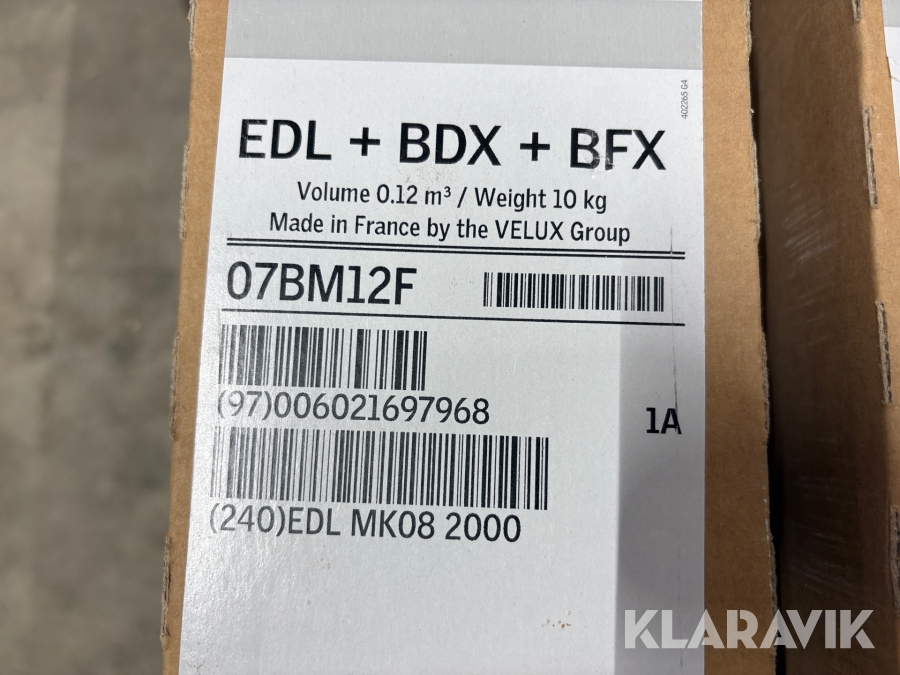 402265 G4
EDL + BDX + BFX
Volume 0.12 m³ / Weight 10 kg
Made in France by the VELUX Group
07BM12F
(97)006021697968
1A
(240)EDL MK08 2000
KLARAVIK